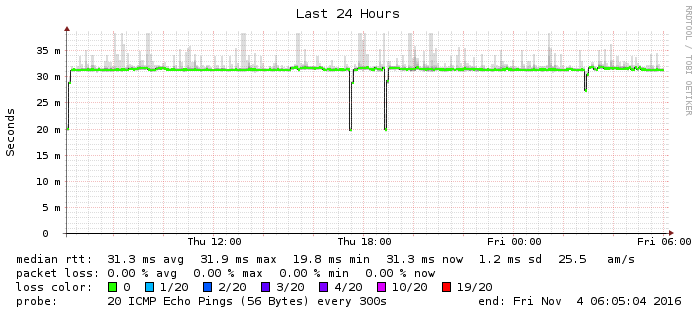 Last 24 Hours
RRDTOOL / TOBI OETIKER
Seconds
35 m
30 m
25 m
20 m
15 m
10 m
5 m
0
Thu 12:00 Thu 18:00 Fri 00:00 Fri 06:00
median rtt: 31.3 ms avg 31.9 ms max 19.8 ms min 31.3 ms now 1.2 ms sd 25.5 am/s
packet loss: 0.00 % avg 0.00 % max 0.00 % min 0.00 % now
loss color: 0 1/20 2/20 3/20 4/20 10/20 19/20
probe: 20 ICMP Echo Pings (56 Bytes) every 300s end: Fri Nov 4 06:05:04 2016